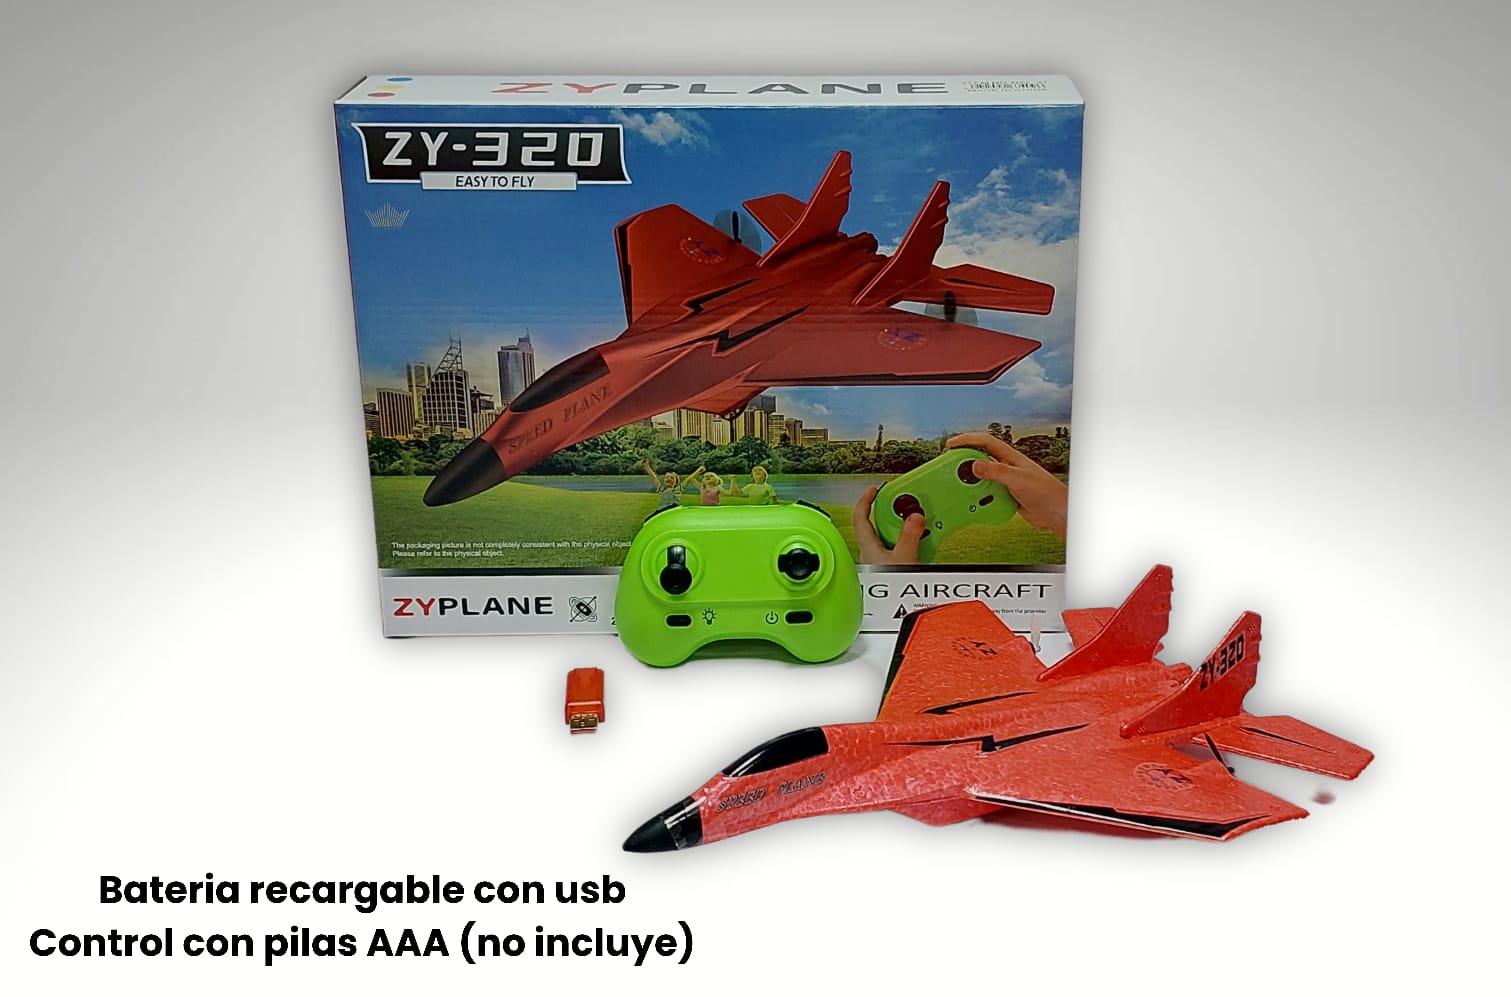 ZYPLANE
ZY-320
EASY TO FLY
SPEED PLANE
The packaging picture is not completely consistent with the physical object
Please refer to the physical object.
ZYPLANE
G AIRCRAFT
ZY-320
SPEED PLANE
Bateria recargable con usb
Control con pilas AAA (no incluye)